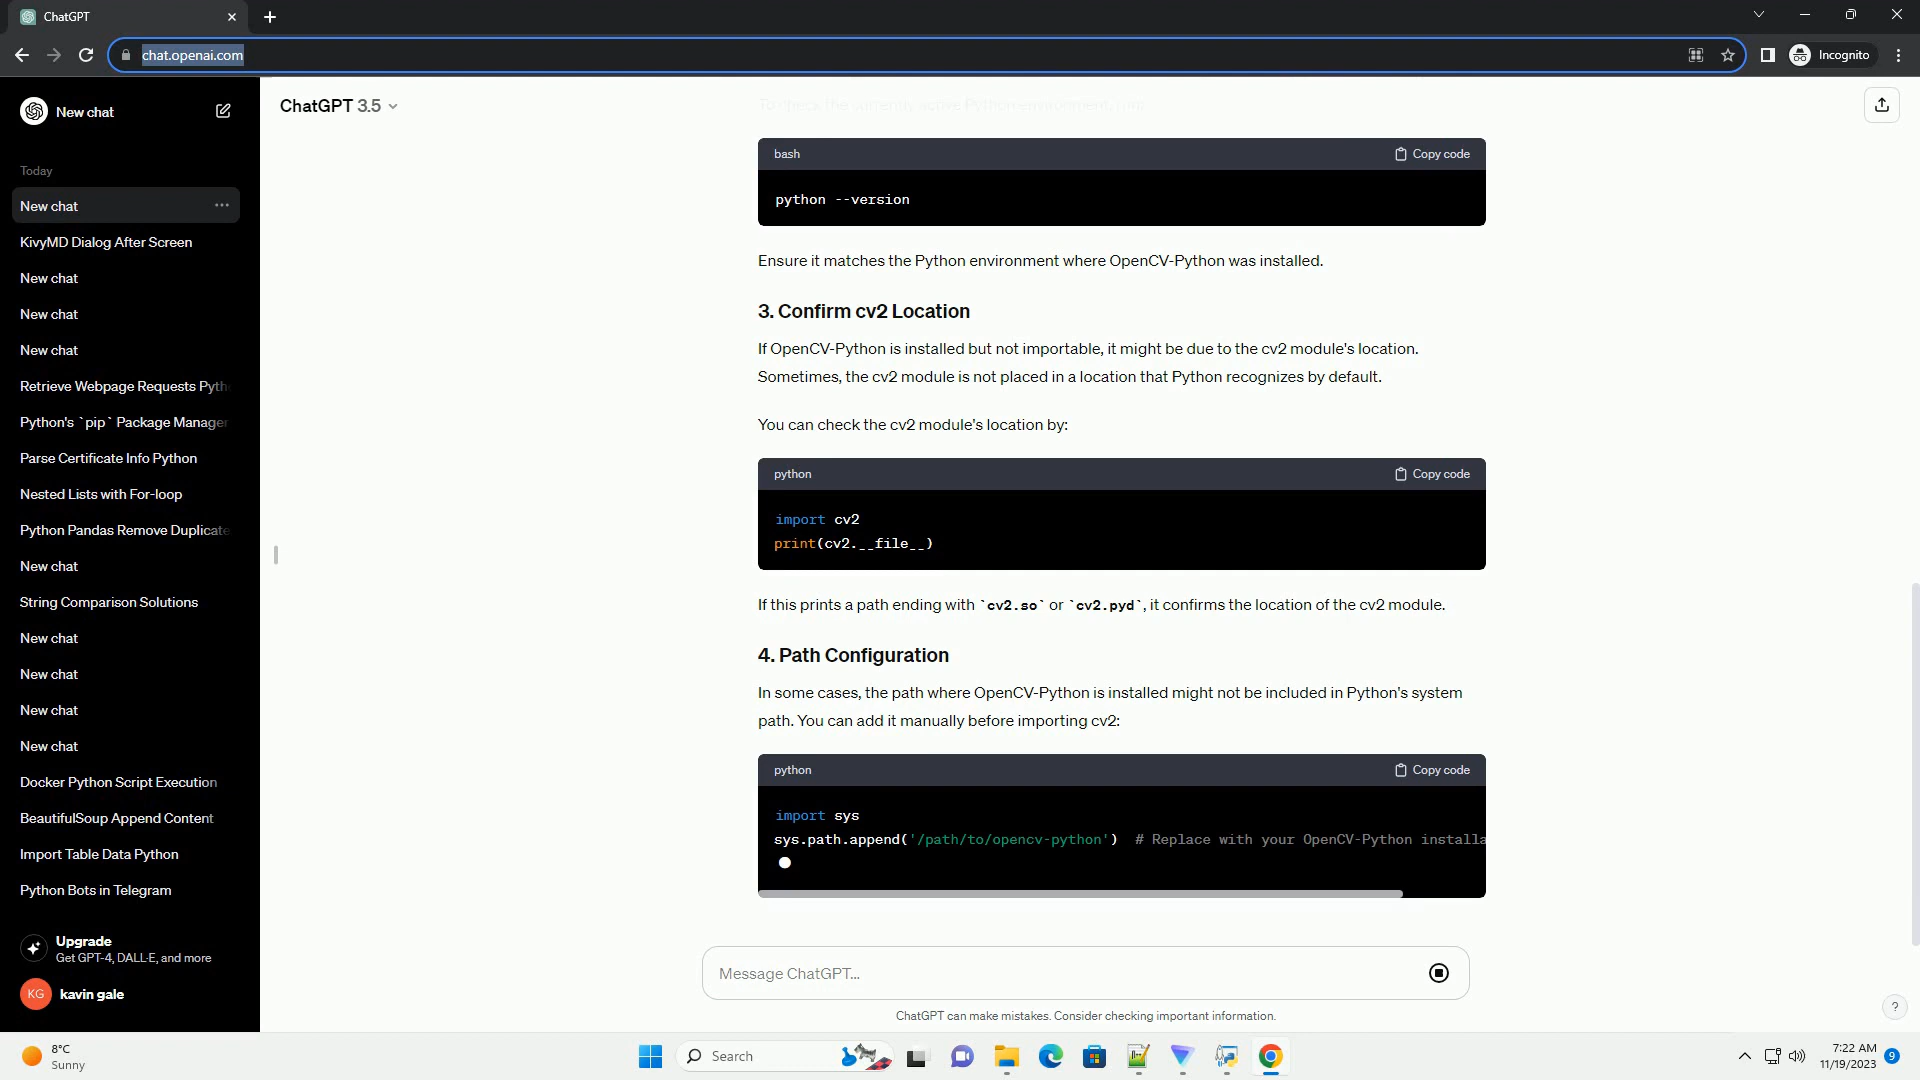 ChatGPT
chat.openai.com
Incognito
New chat
Today
New chat
KivyMD Dialog After Screen
New chat
New chat
New chat
Retrieve Webpage Requests Pyth
Python's `pip` Package Manager
Parse Certificate Info Python
Nested Lists with For-loop
Python Pandas Remove Duplicate
New chat
String Comparison Solutions
New chat
New chat
New chat
New chat
Docker Python Script Execution
BeautifulSoup Append Content
Import Table Data Python
Python Bots in Telegram
Upgrade
Get GPT-4, DALL·E, and more
KG kavin gale
ChatGPT 3.5
To check the currently active Python environment, run:
bash Copy code
python --version
Ensure it matches the Python environment where OpenCV-Python was installed.
3. Confirm cv2 Location
If OpenCV-Python is installed but not importable, it might be due to the cv2 module's location.
Sometimes, the cv2 module is not placed in a location that Python recognizes by default.
You can check the cv2 module's location by:
python Copy code
import cv2
print(cv2.__file__)
If this prints a path ending with `cv2.so` or `cv2.pyd`, it confirms the location of the cv2 module.
4. Path Configuration
In some cases, the path where OpenCV-Python is installed might not be included in Python's system
path. You can add it manually before importing cv2:
python Copy code
import sys
sys.path.append('/path/to/opencv-python') # Replace with your OpenCV-Python installa
Message ChatGPT...
ChatGPT can make mistakes. Consider checking important information.
?
8°C
Sunny
Search
7:22 AM
11/19/2023
9